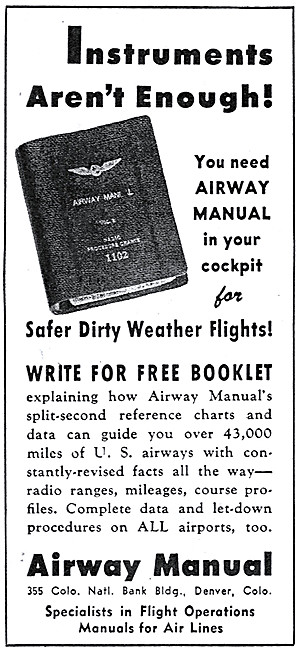 Instruments
Aren't Enough!
AIRWAY MANUAL
RADIO
PROCEDURE CHARTS
1102
You need
AIRWAY
MANUAL
in your
cockpit
for
Safer Dirty Weather Flights!
WRITE FOR FREE BOOKLET
explaining how Airway Manual's
split-second reference charts and
data can guide you over 43,000
miles of U. S. airways with con-
stantly-revised facts all the way—
radio ranges, mileages, course pro-
files. Complete data and let-down
procedures on ALL airports, too.
Airway Manual
355 Colo. Natl. Bank Bldg., Denver, Colo.
Specialists in Flight Operations
Manuals for Air Lines